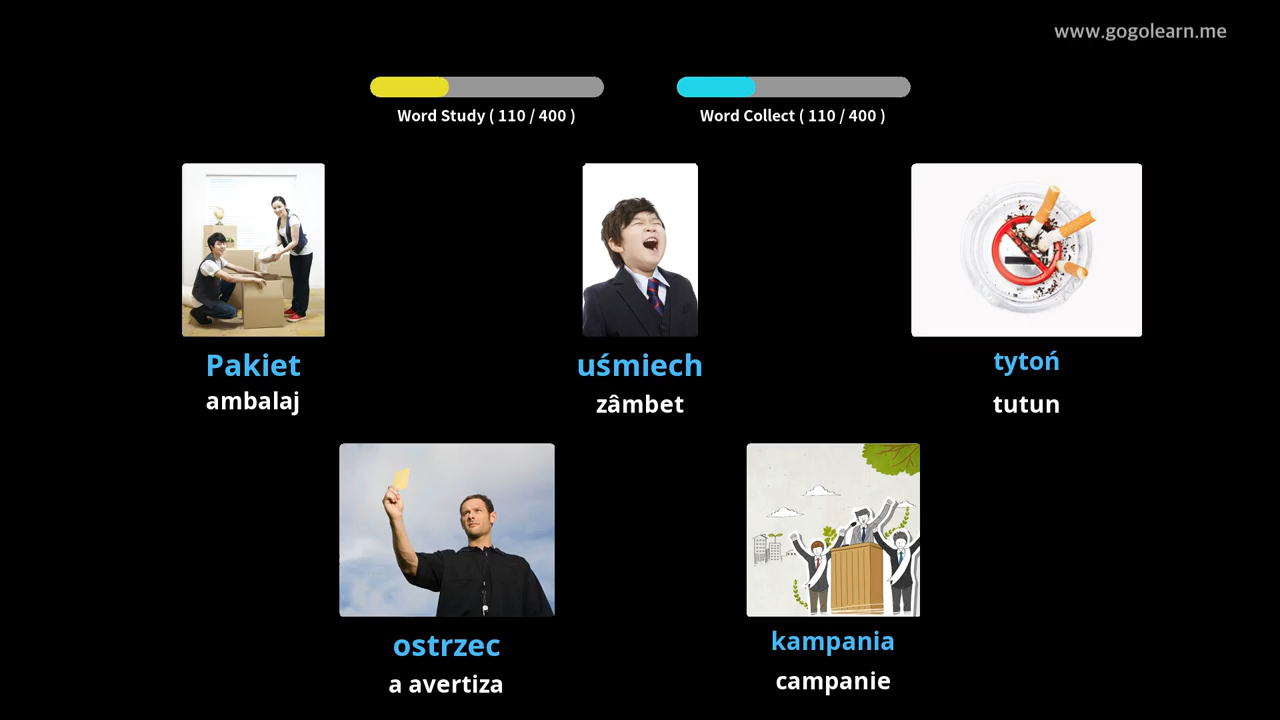 www.gogolearn.me
Word Study ( 110 / 400 )
Word Collect ( 110 / 400 )
Pakiet
ambalaj
uśmiech
zâmbet
tytoń
tutun
ostrzec
a avertiza
kampania
campanie